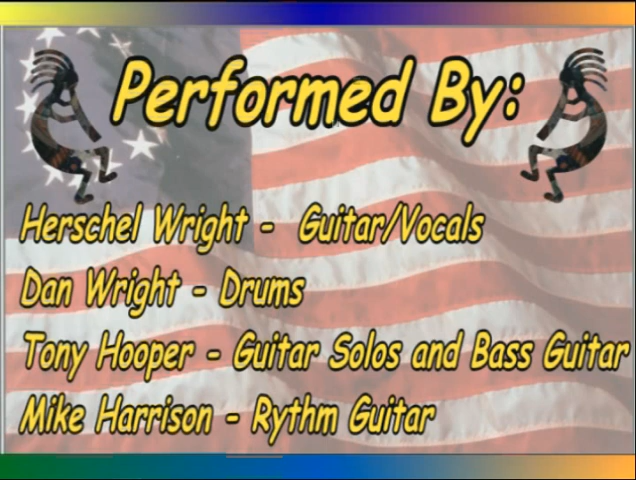 Performed By:
Herschel Wright - Guitar/Vocals
Dan Wright - Drums
Tony Hooper - Guitar Solos and Bass Guitar
Mike Harrison - Rythm Guitar